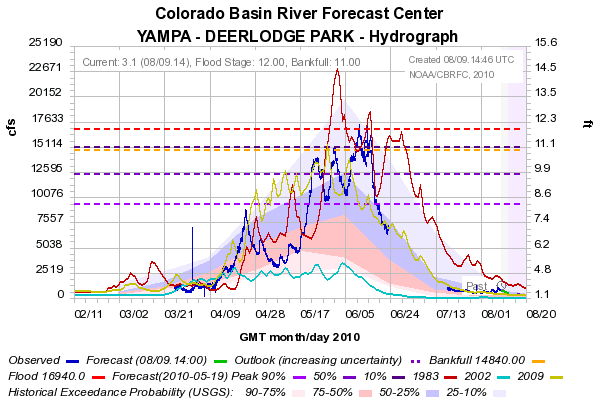 Colorado Basin River Forecast Center
YAMPA - DEERLODGE PARK - Hydrograph
25190 15.6
Current: 3.1 (08/09.14), Flood Stage: 12.00, Bankfull: 11.00
Created 08/09.14:46 UTC
NOAA/CBRFC, 2010
22671 14.5
20152 13.5
17633 12.3
15114 11.1
12595 9.9
10076 8.6
7557 7.4
5038 6.2
2519 4.8
0 1.1
cfs
ft
Past
02/11 03/02 03/21 04/09 04/28 05/17 06/05 06/24 07/13 08/01 08/20
GMT month/day 2010
Observed Forecast (08/09.14:00) Outlook (increasing uncertainty) Bankfull 14840.00
Flood 16940.0 Forecast(2010-05-19) Peak 90% 50% 10% 1983 2002 2009
Historical Exceedance Probability (USGS): 90-75% 75-50% 50-25% 25-10%